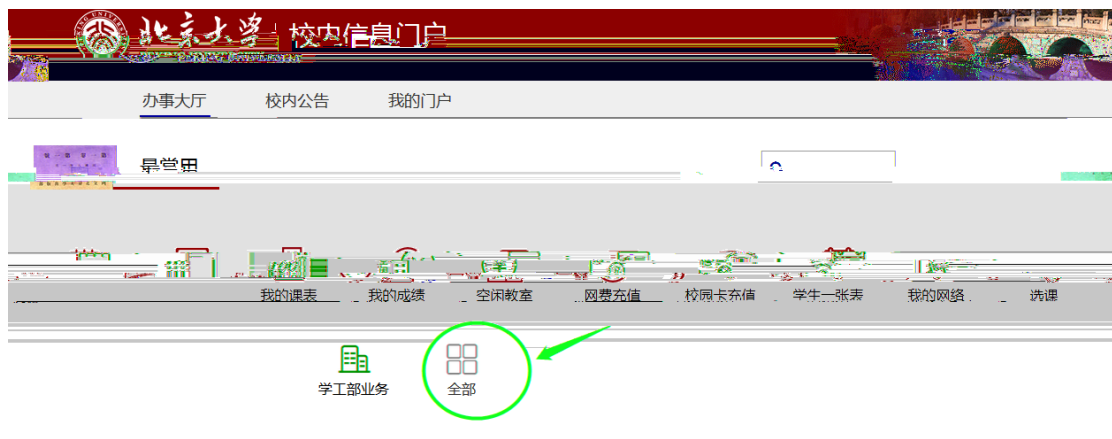 北京大学 校内信息门户
办事大厅 校内公告 我的门户
最常用
我的课表 我的成绩 空闲教室 网费充值 校园卡充值 学生一张表 我的网络 选课
学工部业务 全部